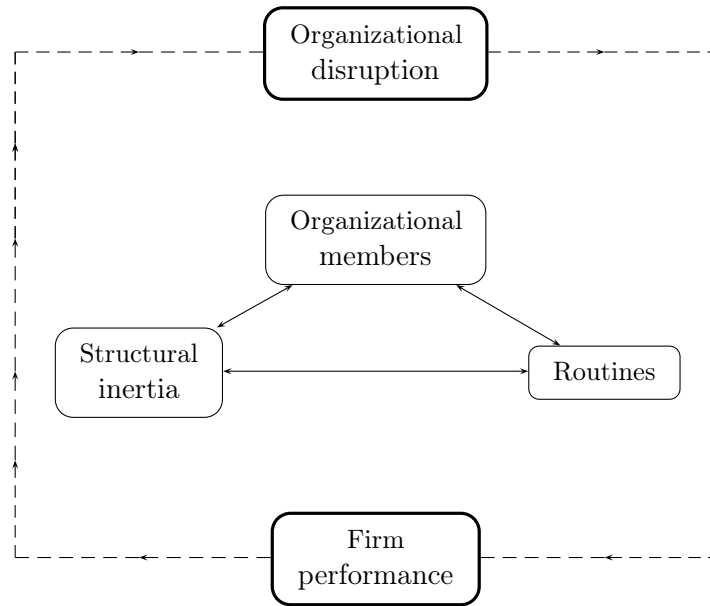 Organizational
disruption
Organizational
members
Structural
inertia
Routines
Firm
performance